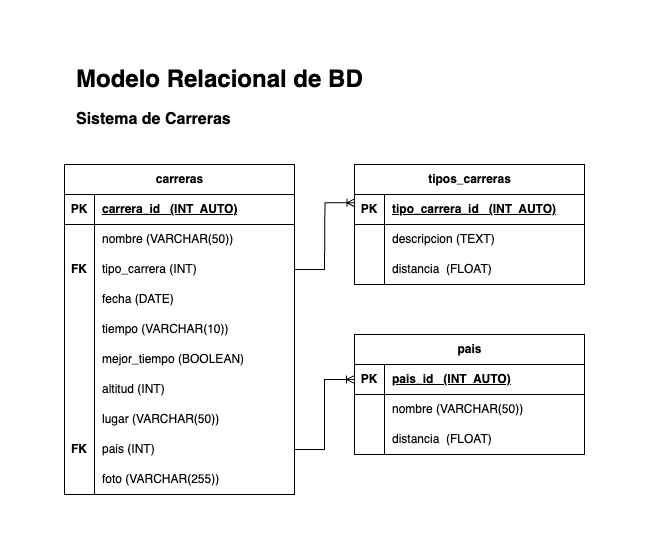 Modelo Relacional de BD
Sistema de Carreras
carreras
PK carrera_id (INT AUTO)
nombre (VARCHAR(50))
FK tipo_carrera (INT)
fecha (DATE)
tiempo (VARCHAR(10))
mejor_tiempo (BOOLEAN)
altitud (INT)
lugar (VARCHAR(50))
FK pais (INT)
foto (VARCHAR(255))
tipos_carreras
PK tipo_carrera_id (INT AUTO)
descripcion (TEXT)
distancia (FLOAT)
pais
PK pais_id (INT AUTO)
nombre (VARCHAR(50))
distancia (FLOAT)